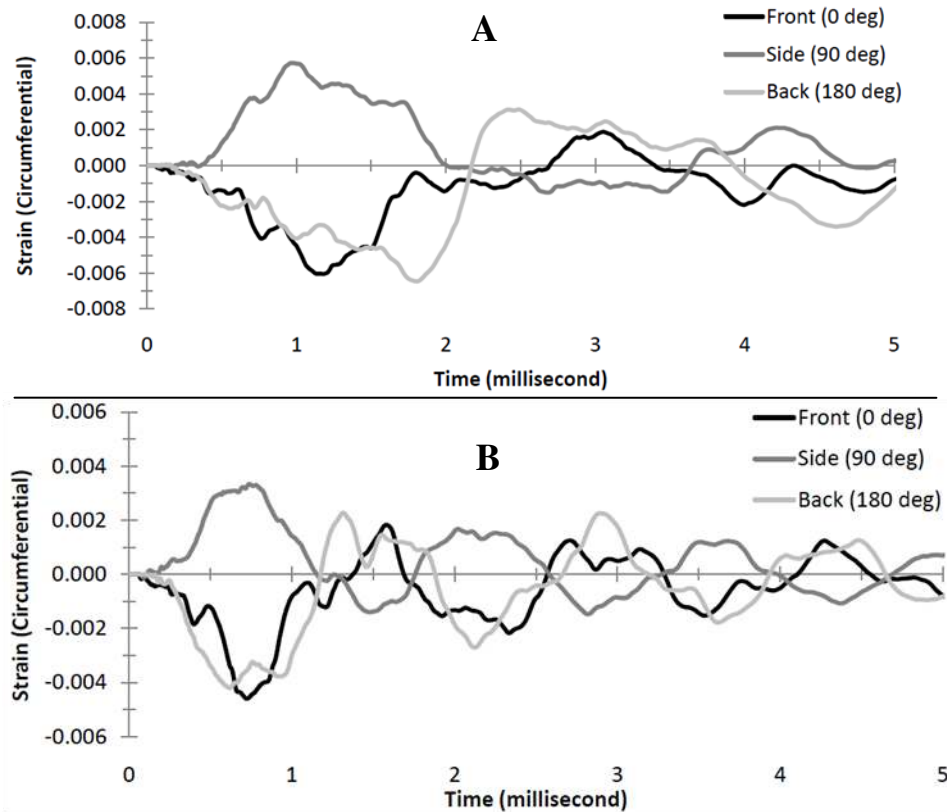 A
Front (0 deg)
Side (90 deg)
Back (180 deg)
Strain (Circumferential)
0.008
0.006
0.004
0.002
0.000
-0.002
-0.004
-0.006
-0.008
0 1 2 3 4 5
Time (millisecond)
B
Front (0 deg)
Side (90 deg)
Back (180 deg)
Strain (Circumferential)
0.006
0.004
0.002
0.000
-0.002
-0.004
-0.006
0 1 2 3 4 5
Time (millisecond)